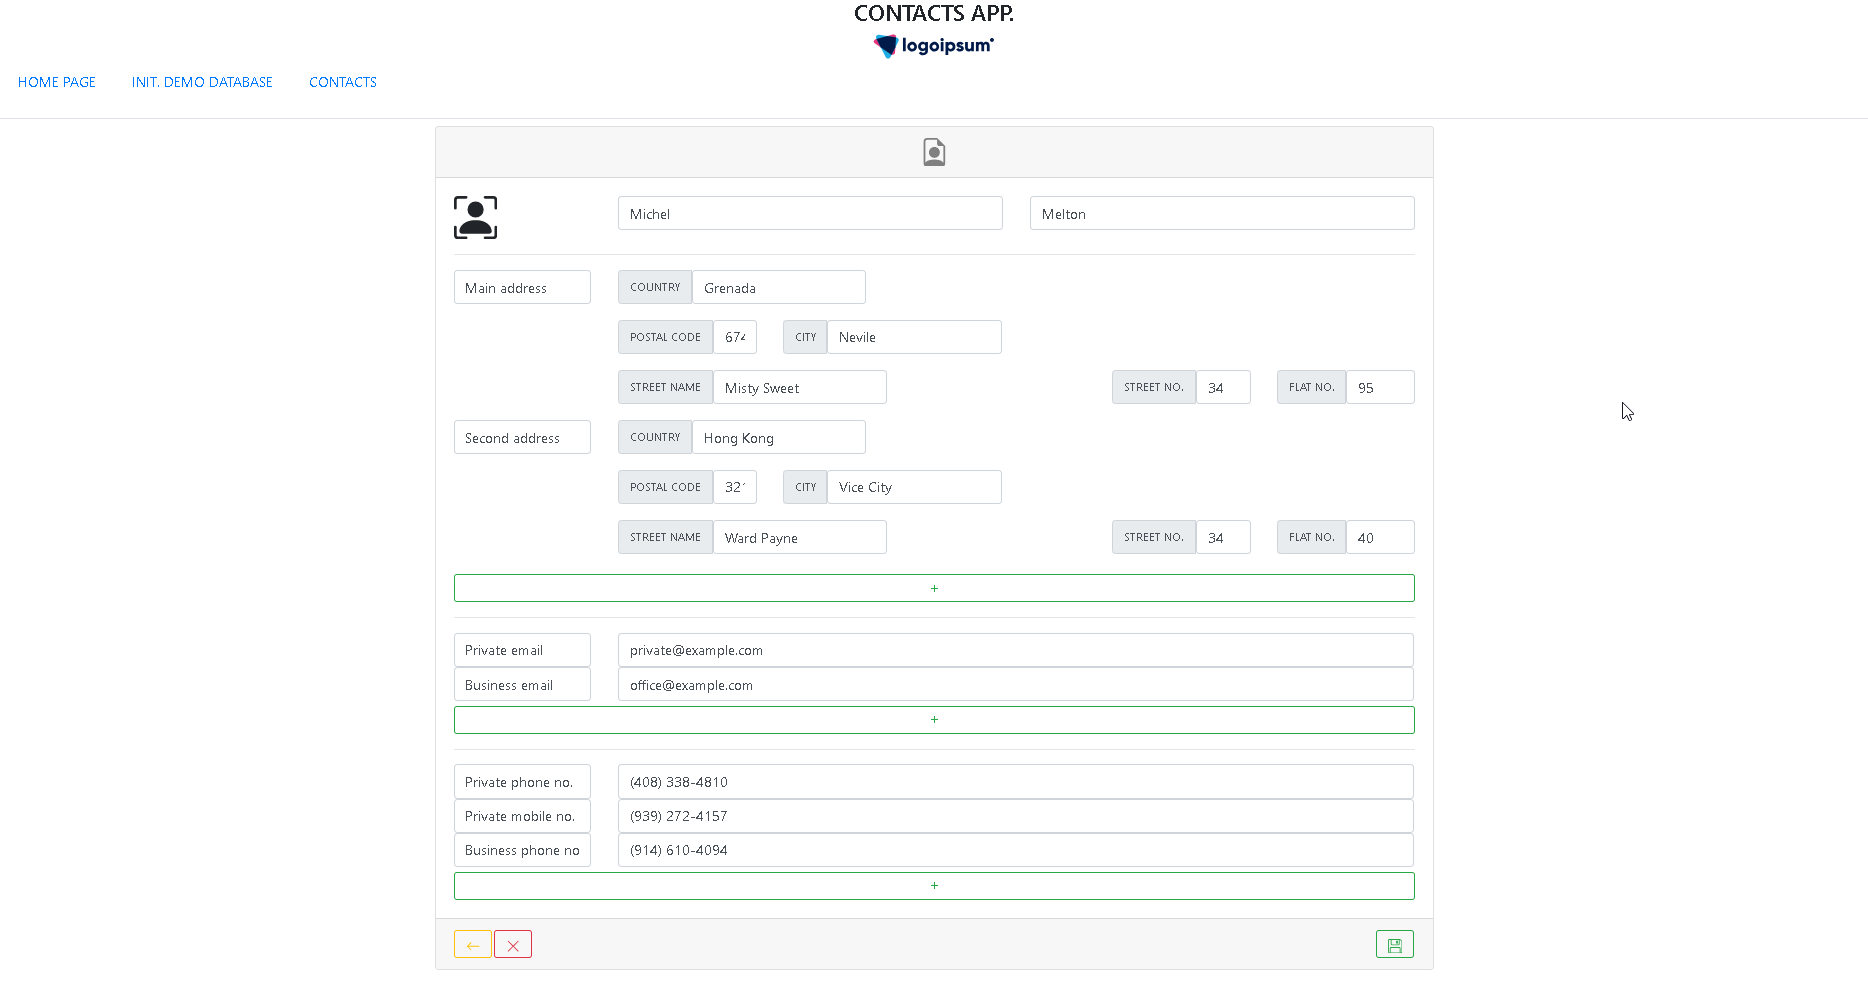 CONTACTS APP.
logoipsum
HOME PAGE INIT. DEMO DATABASE CONTACTS
Michel Melton
Main address COUNTRY Grenada
POSTAL CODE CITY Nevile
STREET NAME Misty Sweet STREET NO. 34 FLAT NO. 95
Second address COUNTRY Hong Kong
POSTAL CODE CITY Vice City
STREET NAME Ward Payne STREET NO. 34 FLAT NO. 40
+
Private email private@example.com
Business email office@example.com
+
Private phone no. (408) 338-4810
Private mobile no. (939) 272-4157
Business phone no (914) 610-4094
+